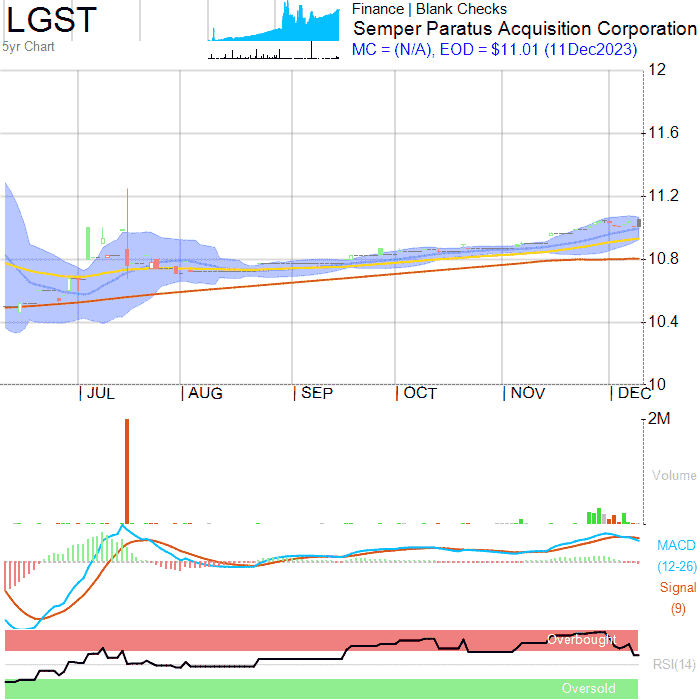 LGST
5yr Chart
Finance | Blank Checks
Semper Paratus Acquisition Corporation
MC = (N/A), EOD = $11.01 (11Dec2023)
12
11.6
11.2
10.8
10.4
10
JUL AUG SEP OCT NOV DEC
2M
Volume
MACD
(12-26)
Signal
(9)
Overbought
RSI(14)
Oversold